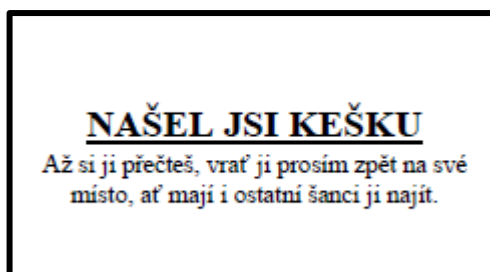 NAŠEL JSI KEŠKU
Až si ji přečteš, vrať ji prosím zpět na své
místo, ať mají i ostatní šanci ji najít.